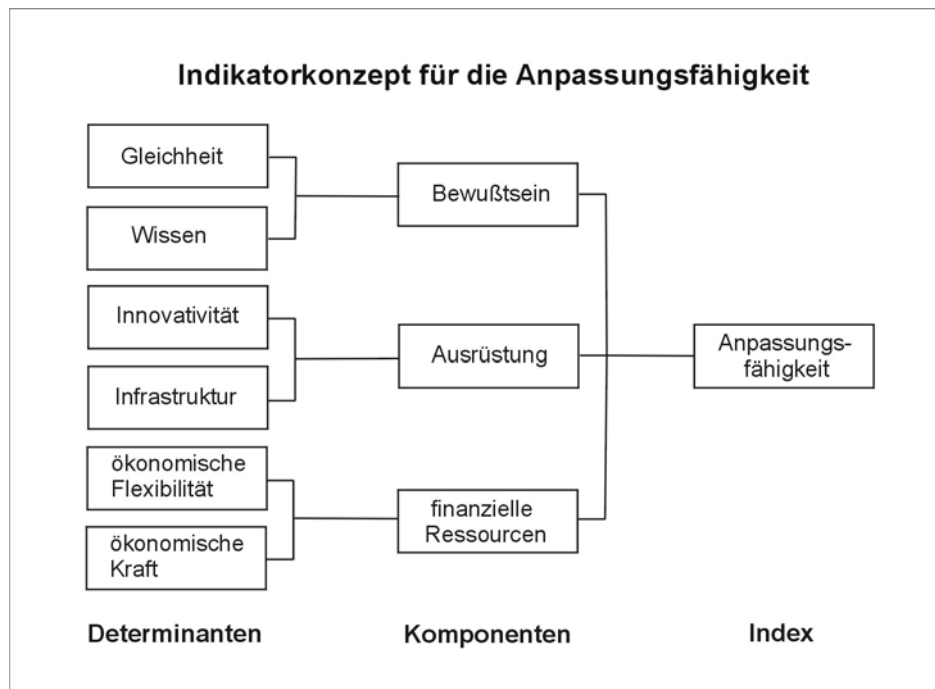 Indikatorkonzept für die Anpassungsfähigkeit
Gleichheit
Wissen
Innovativität
Infrastruktur
ökonomische
Flexibilität
ökonomische
Kraft
Bewußtsein
Ausrüstung
finanzielle
Ressourcen
Anpassungs-
fähigkeit
Determinanten
Komponenten
Index